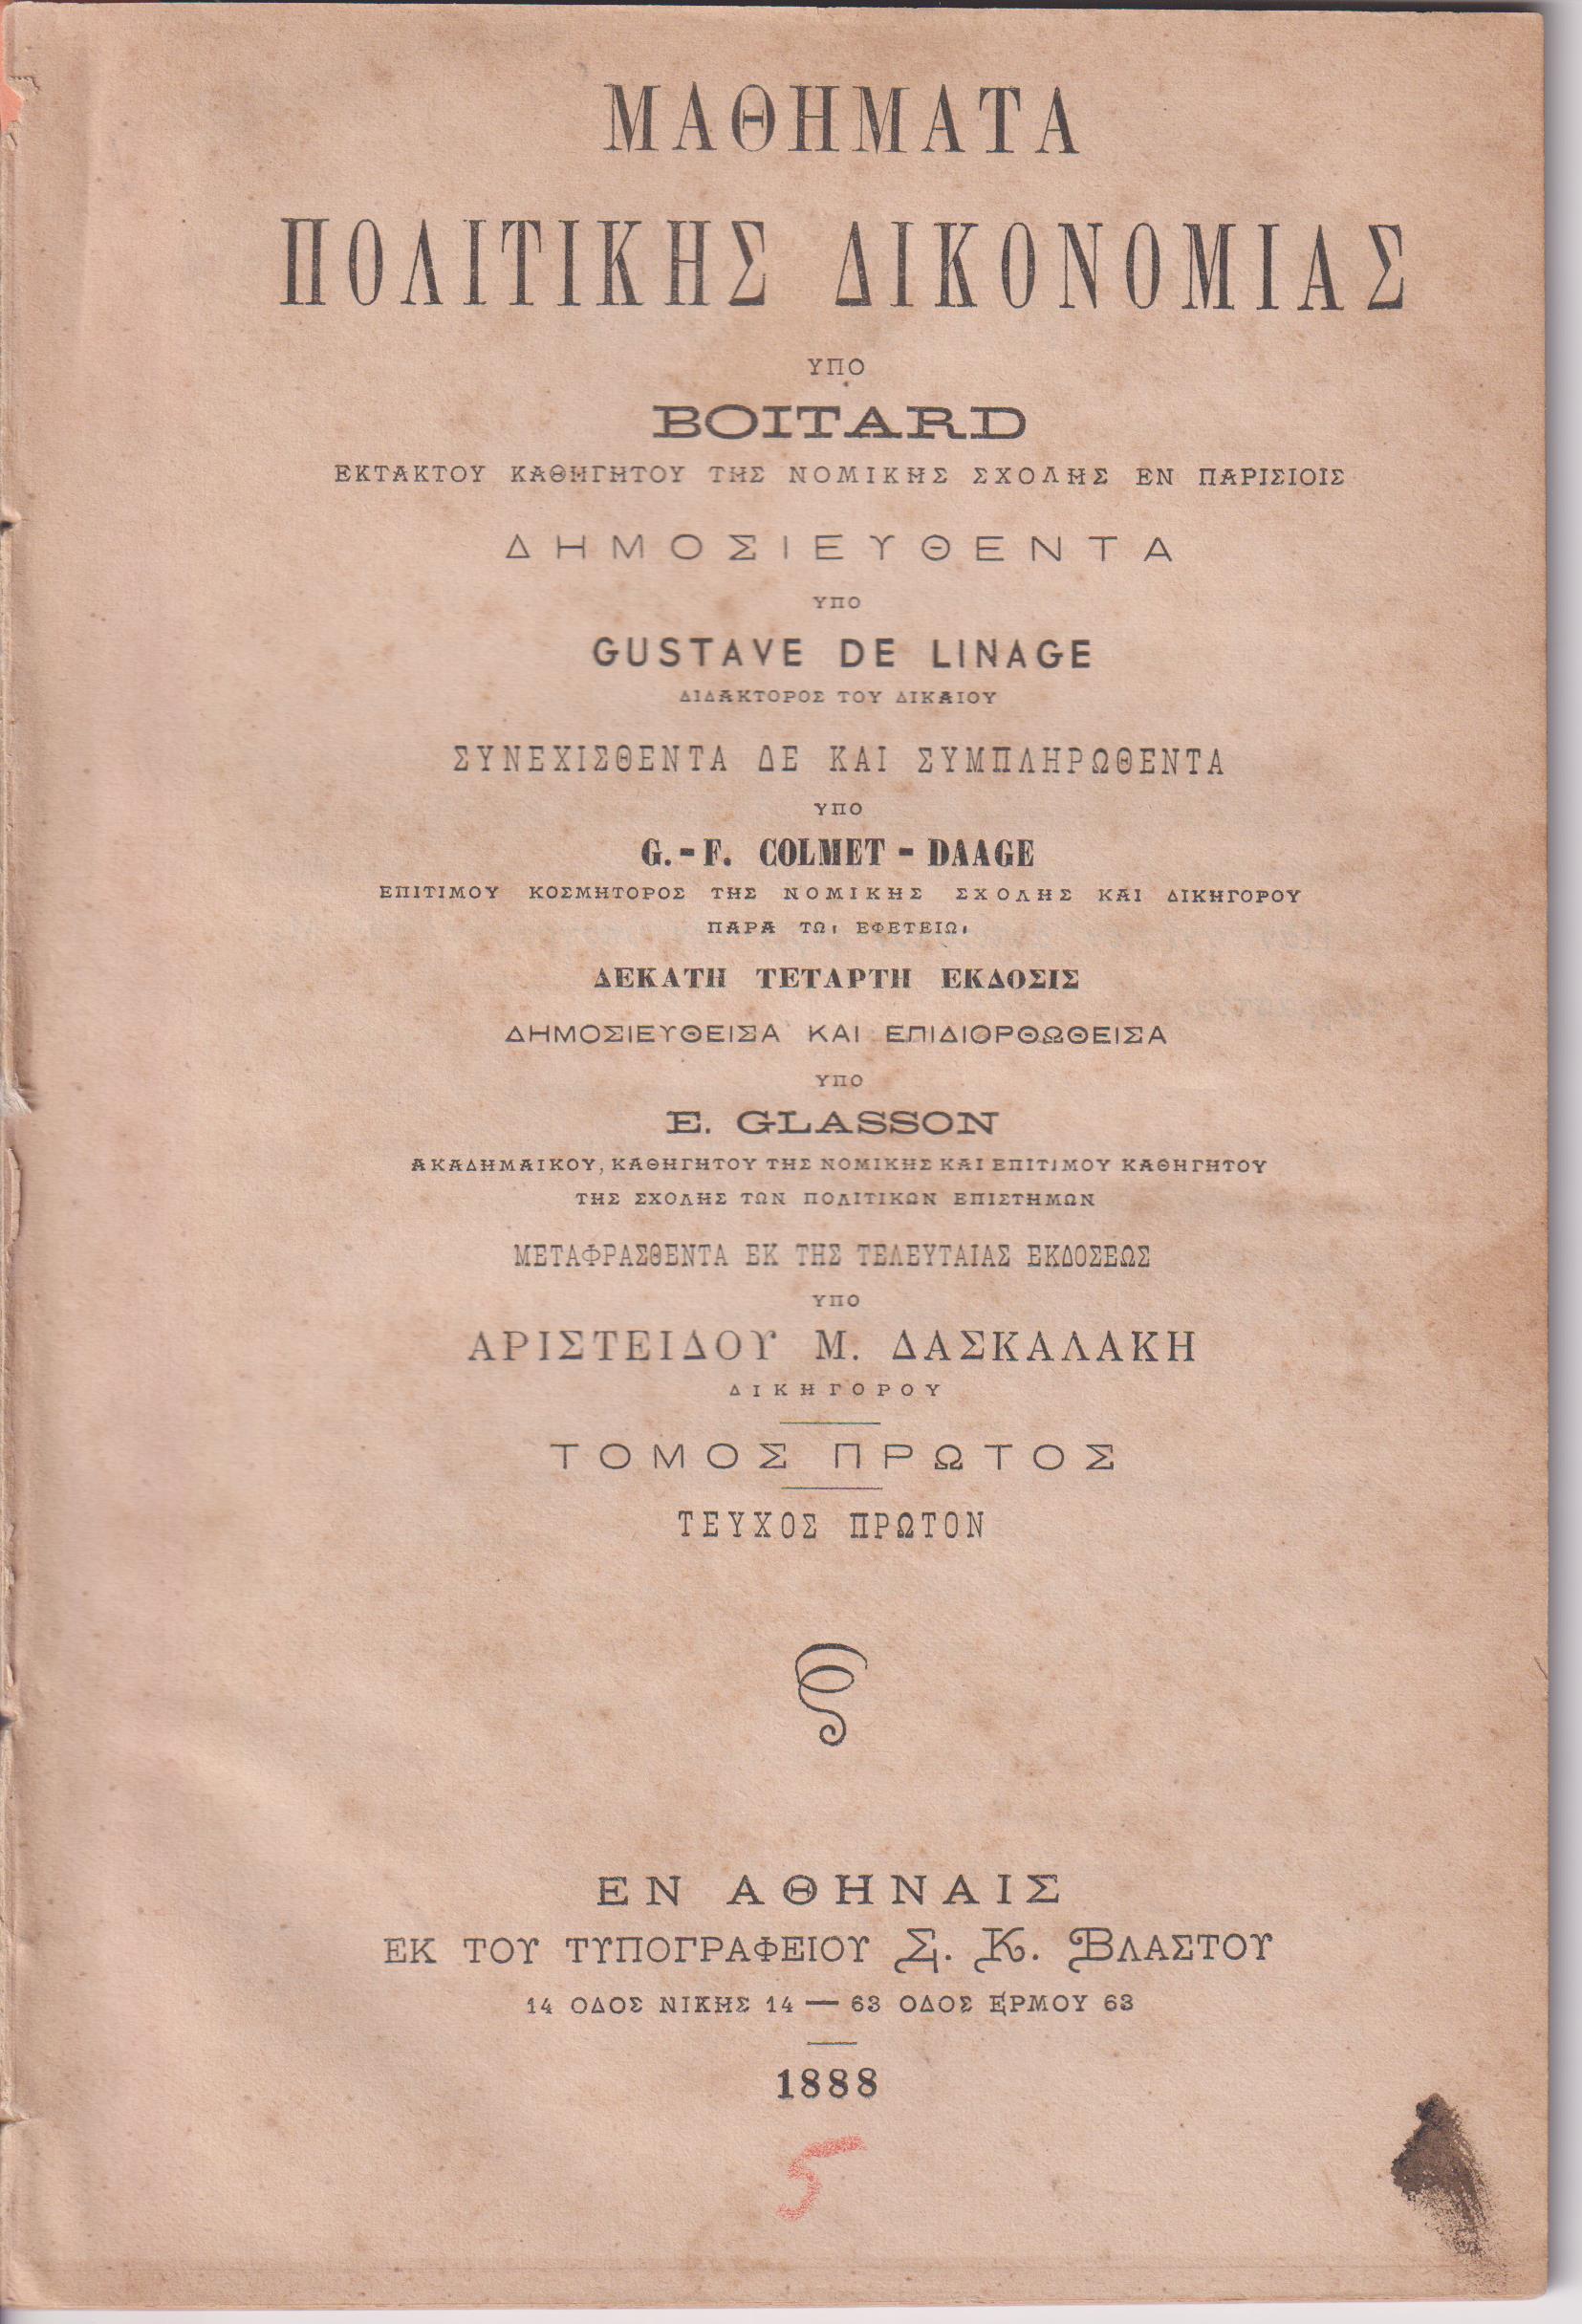 ΜΑΘΗΜΑΤΑ
ΠΟΛΙΤΙΚΗΣ ΔΙΚΟΝΟΜΙΑΣ
ΥΠΟ
BOITARD
ΕΚΤΑΚΤΟΥ ΚΑΘΗΓΗΤΟΥ ΤΗΣ ΝΟΜΙΚΗΣ ΣΧΟΛΗΣ ΕΝ ΠΑΡΙΣΙΟΙΣ
ΔΗΜΟΣΙΕΥΘΕΝΤΑ
ΥΠΟ
GUSTAVE DE LINAGE
ΔΙΔΑΚΤΟΡΟΣ ΤΟΥ ΔΙΚΑΙΟΥ
ΣΥΝΕΧΙΣΘΕΝΤΑ ΔΕ ΚΑΙ ΣΥΜΠΛΗΡΩΘΕΝΤΑ
ΥΠΟ
G.-F. COLMET-DAAGE
ΕΠΙΤΙΜΟΥ ΚΟΣΜΗΤΟΡΟΣ ΤΗΣ ΝΟΜΙΚΗΣ ΣΧΟΛΗΣ ΚΑΙ ΔΙΚΗΓΟΡΟΥ
ΠΑΡΑ ΤΩι ΕΦΕΤΕΙΩι
ΔΕΚΑΤΗ ΤΕΤΑΡΤΗ ΕΚΔΟΣΙΣ
ΔΗΜΟΣΙΕΥΘΕΙΣΑ ΚΑΙ ΕΠΙΔΙΟΡΘΩΘΕΙΣΑ
ΥΠΟ
E. GLASSON
ΑΚΑΔΗΜΑΙΚΟΥ, ΚΑΘΗΓΗΤΟΥ ΤΗΣ ΝΟΜΙΚΗΣ ΚΑΙ ΕΠΙΤΙΜΟΥ ΚΑΘΗΓΗΤΟΥ
ΤΗΣ ΣΧΟΛΗΣ ΤΩΝ ΠΟΛΙΤΙΚΩΝ ΕΠΙΣΤΗΜΩΝ
ΜΕΤΑΦΡΑΣΘΕΝΤΑ ΕΚ ΤΗΣ ΤΕΛΕΥΤΑΙΑΣ ΕΚΔΟΣΕΩΣ
ΥΠΟ
ΑΡΙΣΤΕΙΔΟΥ Μ. ΔΑΣΚΑΛΑΚΗ
ΔΙΚΗΓΟΡΟΥ
ΤΟΜΟΣ ΠΡΩΤΟΣ
ΤΕΥΧΟΣ ΠΡΩΤΟΝ
ΕΝ ΑΘΗΝΑΙΣ
ΕΚ ΤΟΥ ΤΥΠΟΓΡΑΦΕΙΟΥ Σ. Κ. ΒΛΑΣΤΟΥ
14 ΟΔΟΣ ΝΙΚΗΣ 14 — 63 ΟΔΟΣ ΕΡΜΟΥ 63
1888
5